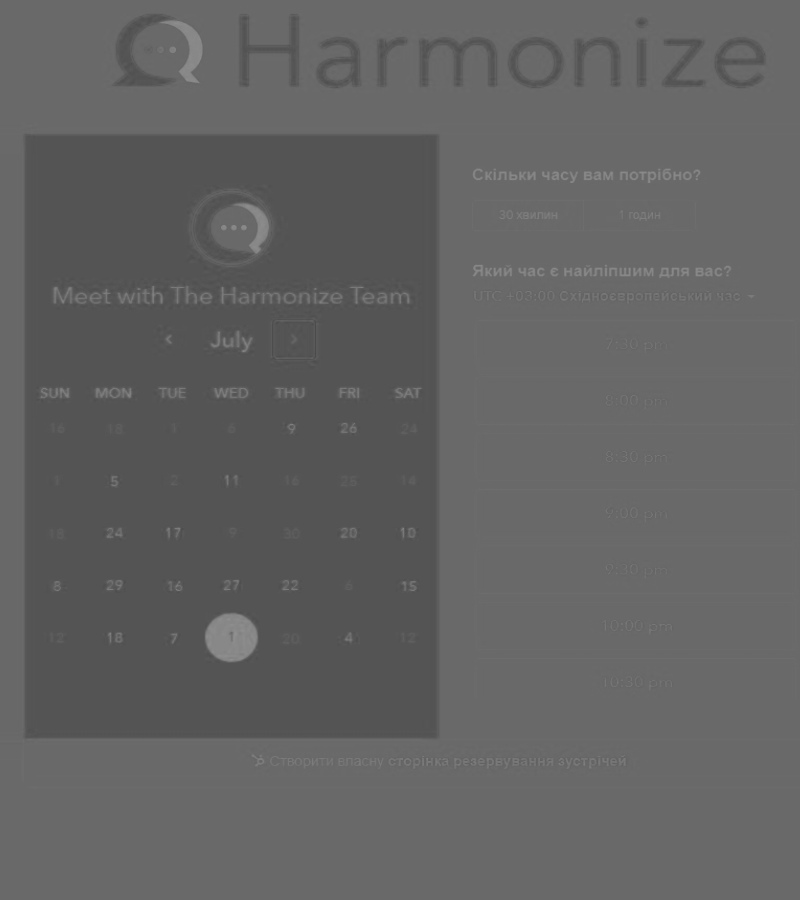 Harmonize
Meet with The Harmonize Team
July
SUN MON TUE WED THU FRI SAT
16 18 1 6 9 26 24
1 5 2 11 16 28 14
18 24 17 9 30 20 10
8 29 16 27 22 6 15
12 18 7 1 20 4 12
Скільки часу вам потрібно?
30 хвилин 1 годин
Який час є найліпшим для вас?
UTC +03:00 Східноєвропейський час
7:30 pm
8:00 pm
8:30 pm
9:00 pm
9:30 pm
10:00 pm
10:30 pm
Створити власну сторінка резервування зустрічей